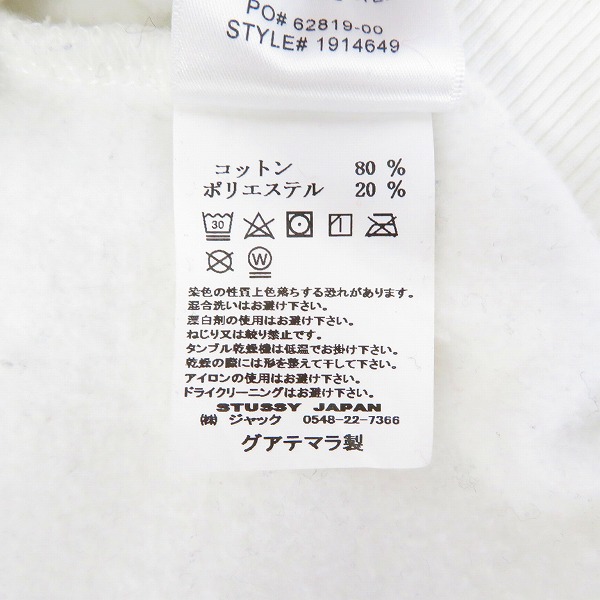 PO# 62819-00
STYLE# 1914649
コットン 80 %
ポリエステル 20 %
30
W
染色の性質上色落ちする恐れがあります。
混合洗いはお避け下さい。
漂白剤の使用はお避け下さい。
ねじり又は絞り禁止です。
タンブル乾燥機は低温でお掛け下さい。
乾燥の際には形を整えて干して下さい。
アイロンの使用はお避け下さい。
ドライクリーニングはお避け下さい。
STUSSY JAPAN
㈱ ジャック 0548-22-7366
グアテマラ製